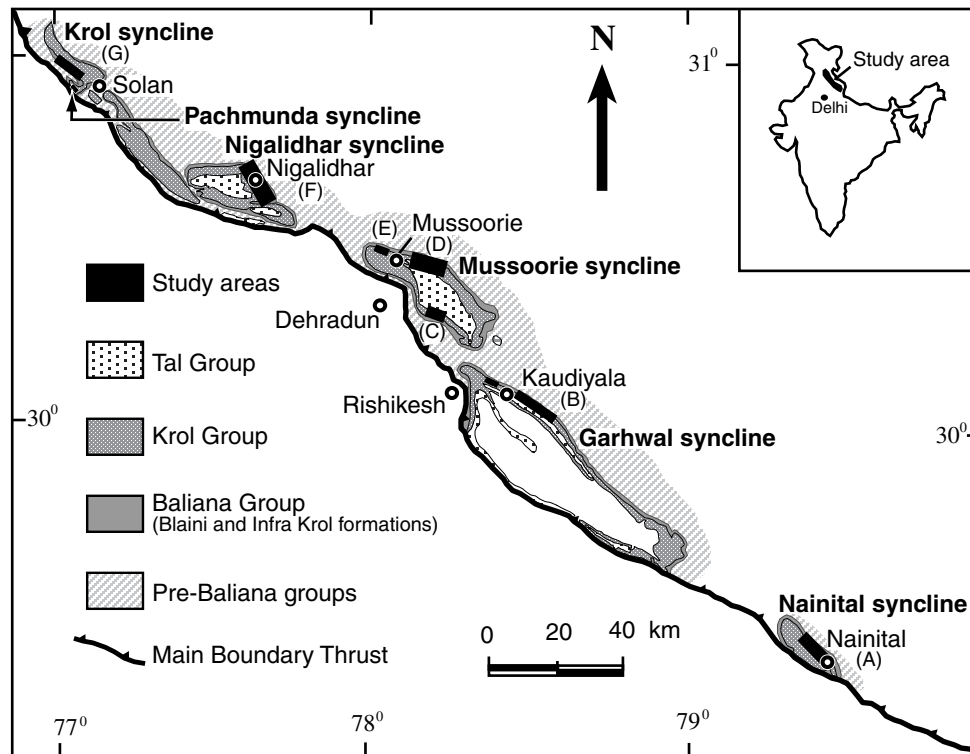 Krol syncline
(G)
Solan
Pachmunda syncline
Nigalidhar syncline
Nigalidhar
(F)
N
31⁰
Study area
Delhi
(E)
Mussoorie
(D)
Mussoorie syncline
(C)
Dehradun
Kaudiyala
(B)
Rishikesh
Garhwal syncline
30⁰
30⁰
Study areas
Tal Group
Krol Group
Baliana Group
(Blaini and Infra Krol formations)
Pre-Baliana groups
Main Boundary Thrust
0 20 40 km
Nainital syncline
Nainital
(A)
77⁰
78⁰
79⁰